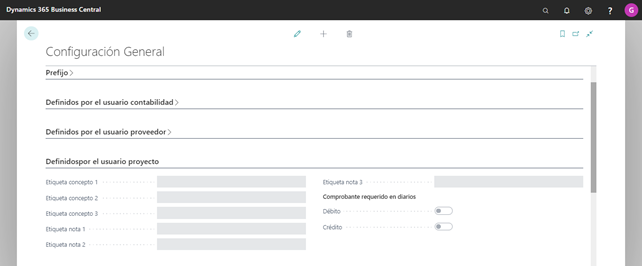 Dynamics 365 Business Central
?
G
Configuración General
Prefijo
Definidos por el usuario contabilidad
Definidos por el usuario proveedor
Definidospor el usuario proyecto
Etiqueta concepto 1
Etiqueta concepto 2
Etiqueta concepto 3
Etiqueta nota 1
Etiqueta nota 2
Etiqueta nota 3
Comprobante requerido en diarios
Débito
Crédito